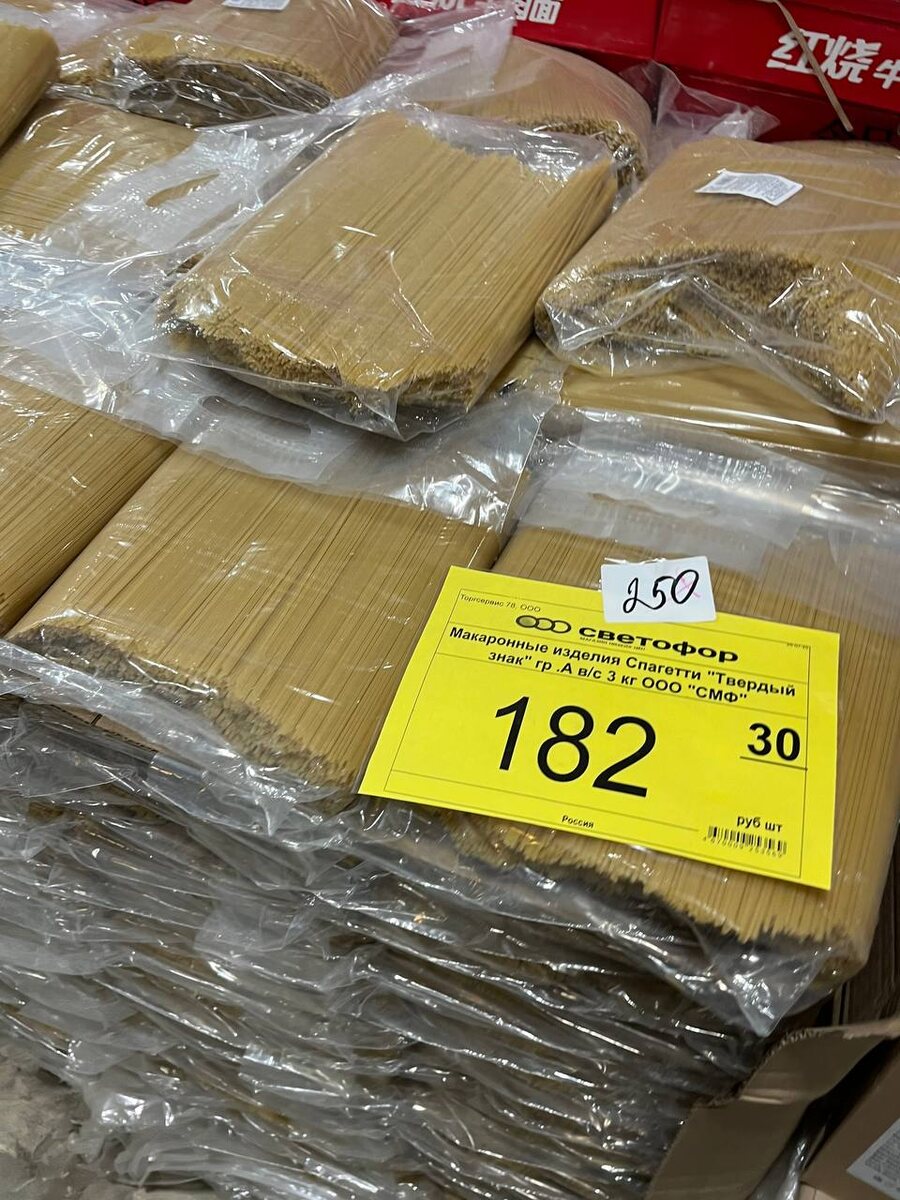 面
红烧牛
250
Торгсервис 78, ООО
светофор
Макаронные изделия Спагетти "Твердый
знак" гр .А в/с 3 кг ООО "СМФ"
182 30
руб шт
Россия